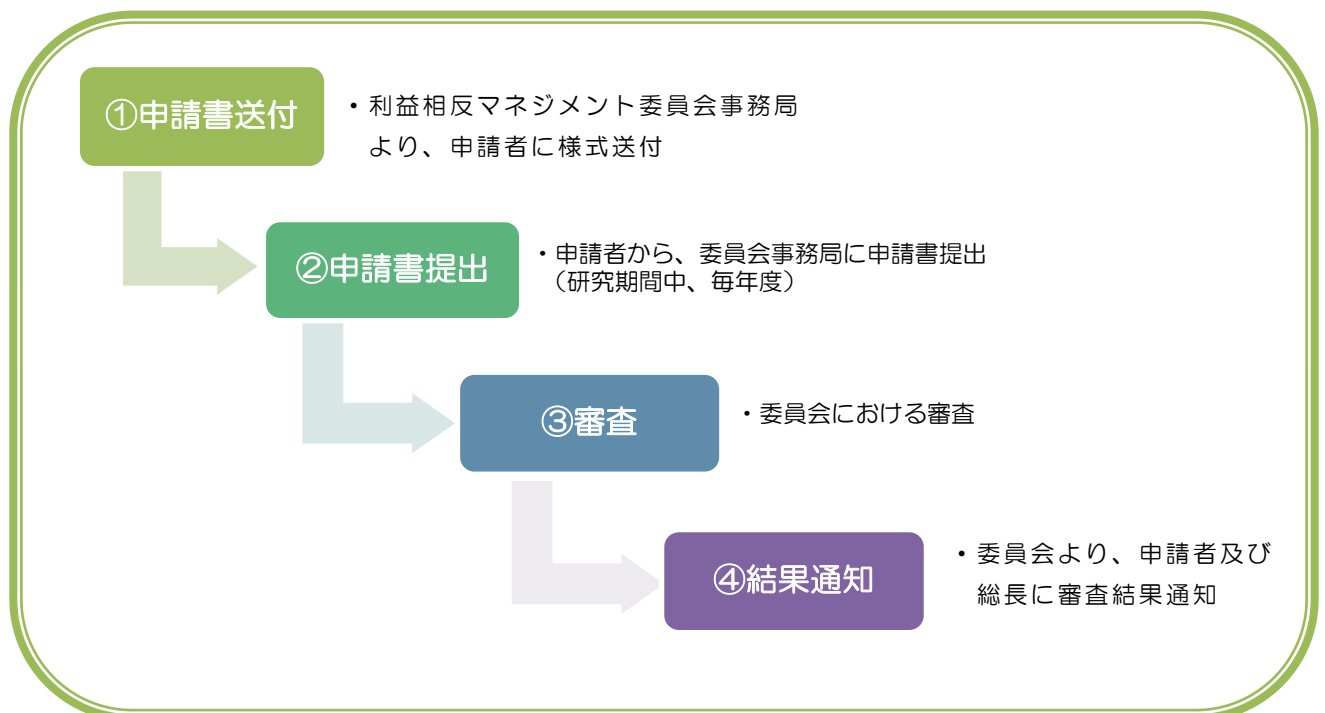 ①申請書送付
・利益相反マネジメント委員会事務局
より、申請者に様式送付
②申請書提出
・申請者から、委員会事務局に申請書提出
（研究期間中、毎年度）
③審査
・委員会における審査
④結果通知
・委員会より、申請者及び
総長に審査結果通知